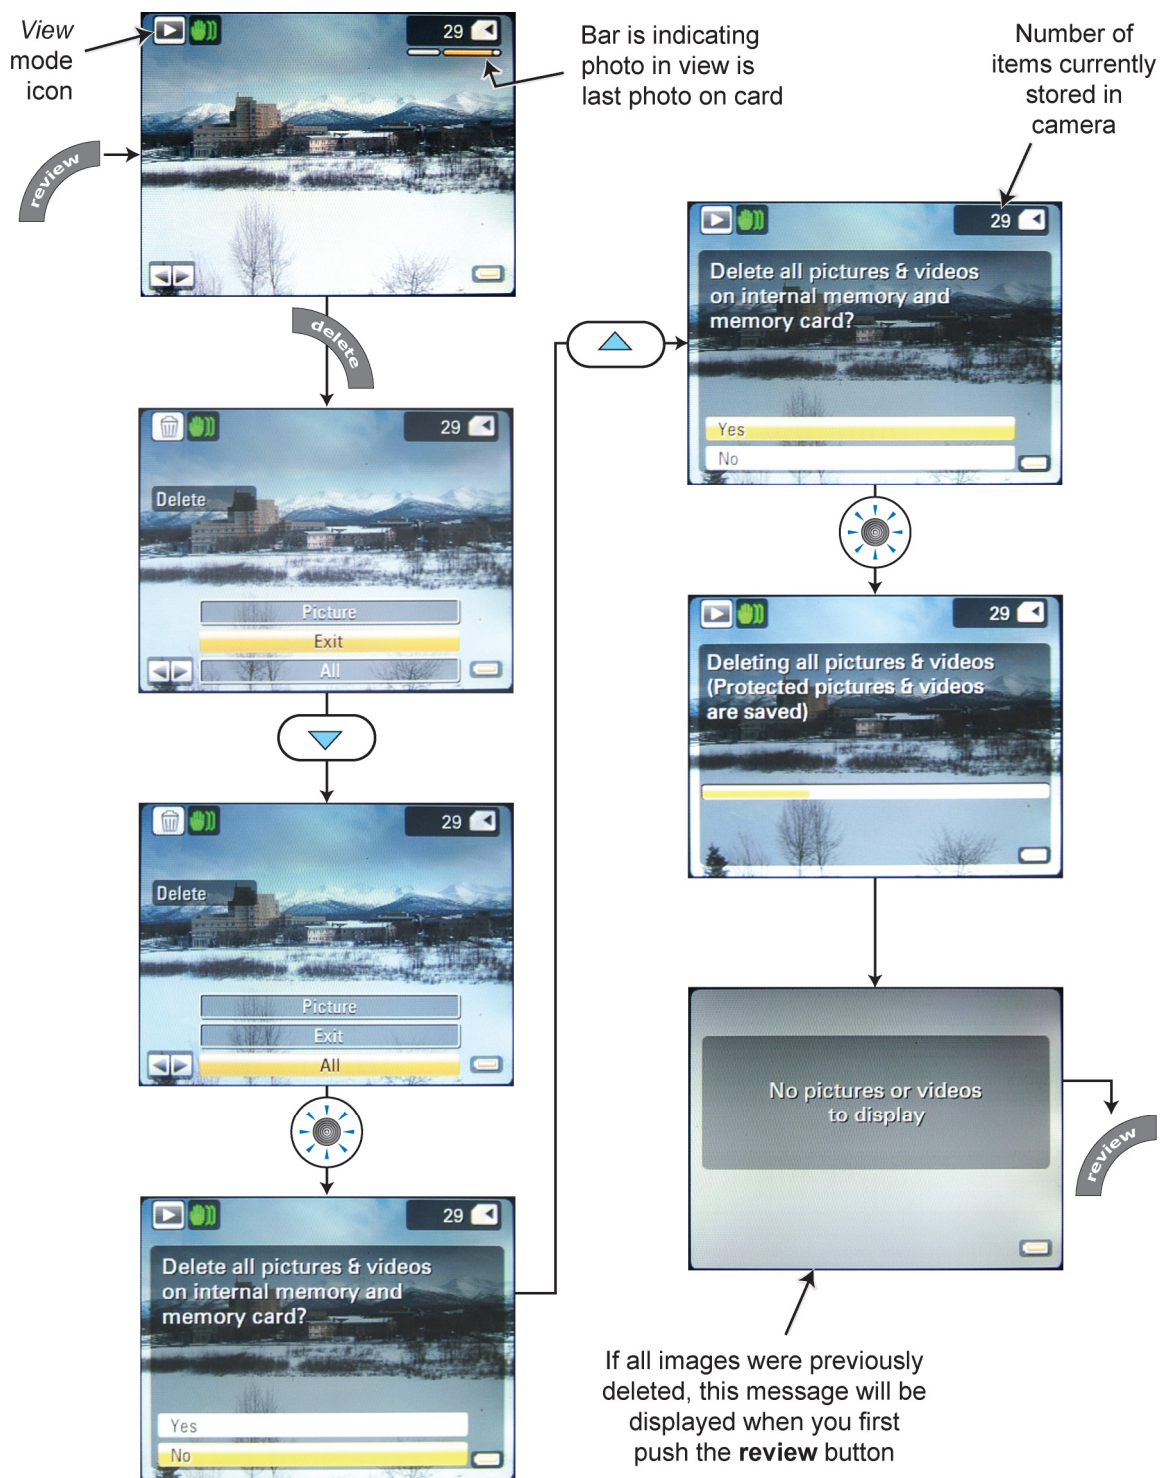 View
mode
icon
29
Bar is indicating
photo in view is
last photo on card
review
delete
29
Delete
Picture
Exit
All
29
Delete
Picture
Exit
All
29
Delete all pictures & videos
on internal memory and
memory card?
Yes
No
Number of
items currently
stored in
camera
29
Delete all pictures & videos
on internal memory and
memory card?
Yes
No
29
Deleting all pictures & videos
(Protected pictures & videos
are saved)
No pictures or videos
to display
review
If all images were previously
deleted, this message will be
displayed when you first
push the review button